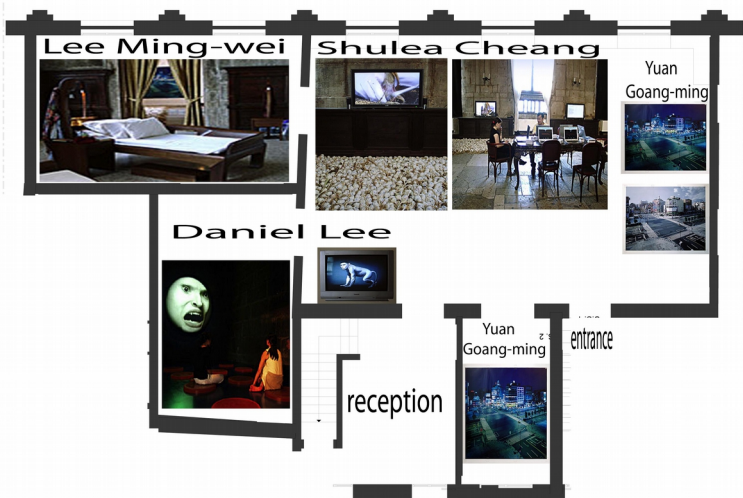 Lee Ming-wei
Shulea Cheang
Yuan
Goang-ming
Daniel Lee
Yuan
Goang-ming
entrance
reception